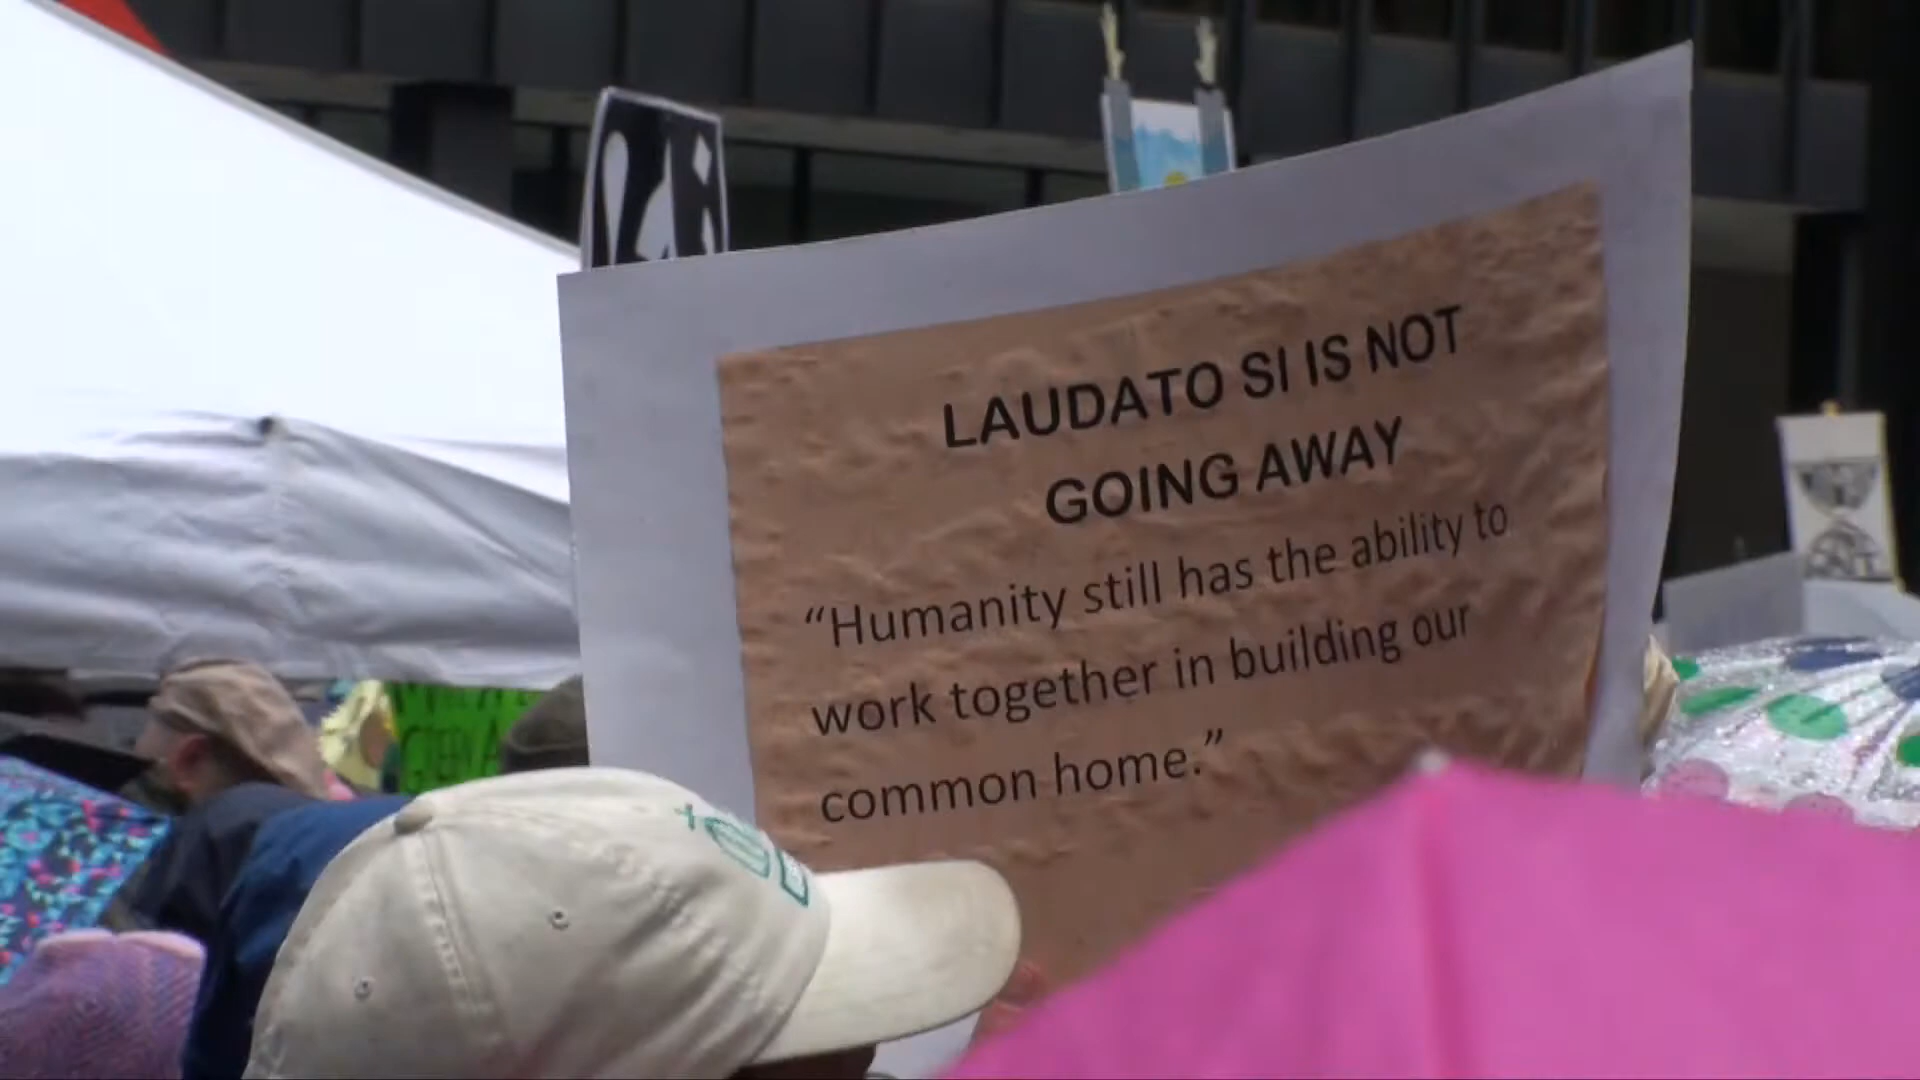 LAUDATO SI IS NOT
GOING AWAY
“Humanity still has the ability to
work together in building our
common home.”